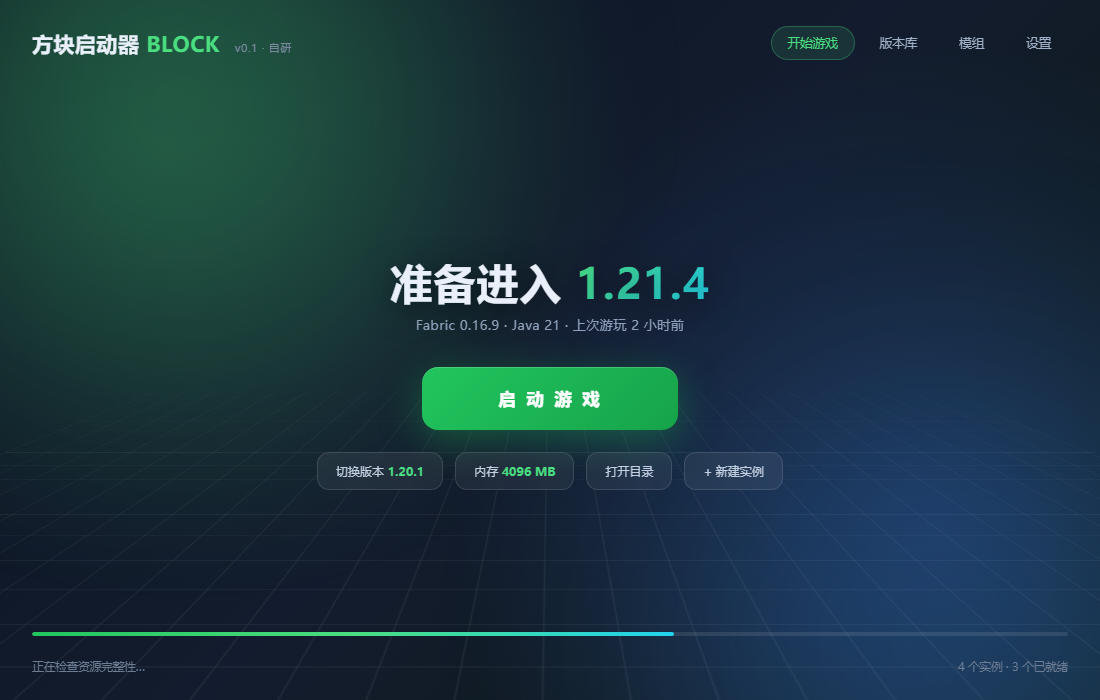 方块启动器 BLOCK v0.1 · 自研
开始游戏 版本库 模组 设置
准备进入 1.21.4
Fabric 0.16.9 · Java 21 · 上次游玩 2 小时前
启动游戏
切换版本 1.20.1 内存 4096 MB 打开目录 + 新建实例
正在检查资源完整性... 4 个实例 · 3 个已就绪